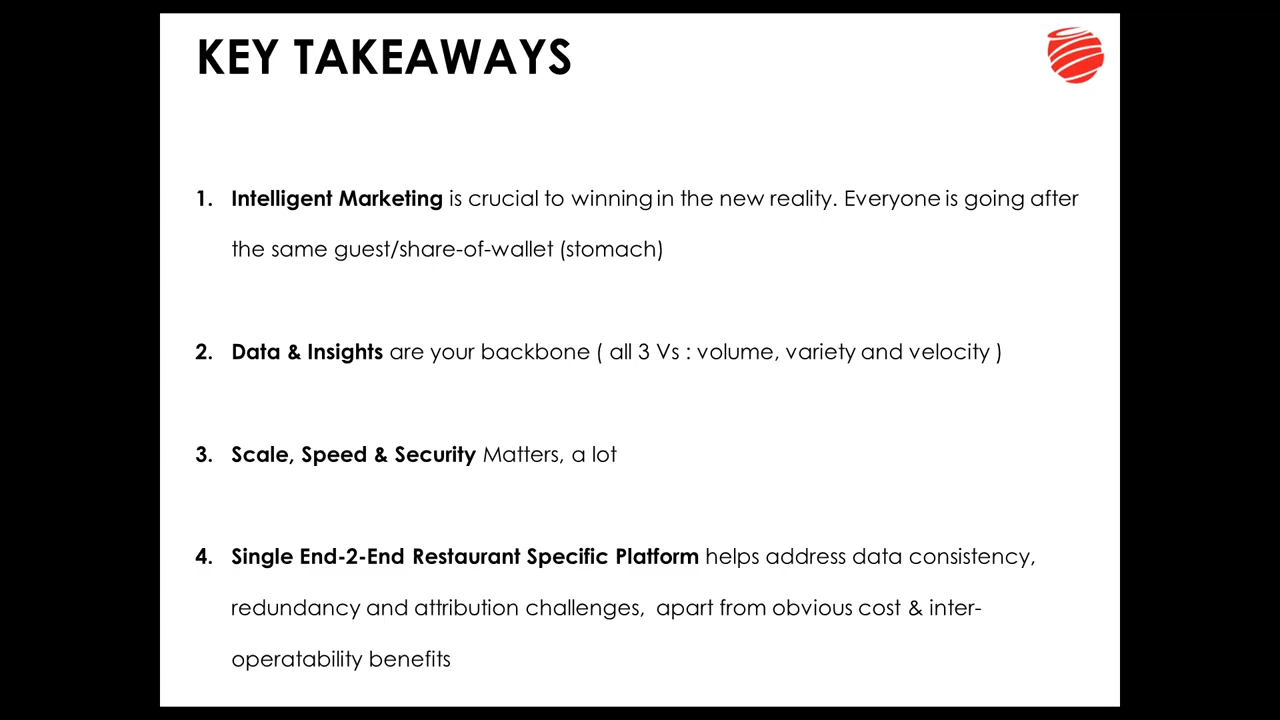 KEY TAKEAWAYS
1. Intelligent Marketing is crucial to winning in the new reality. Everyone is going after
the same guest/share-of-wallet (stomach)
2. Data & Insights are your backbone ( all 3 Vs : volume, variety and velocity )
3. Scale, Speed & Security Matters, a lot
4. Single End-2-End Restaurant Specific Platform helps address data consistency,
redundancy and attribution challenges, apart from obvious cost & inter-
operatability benefits